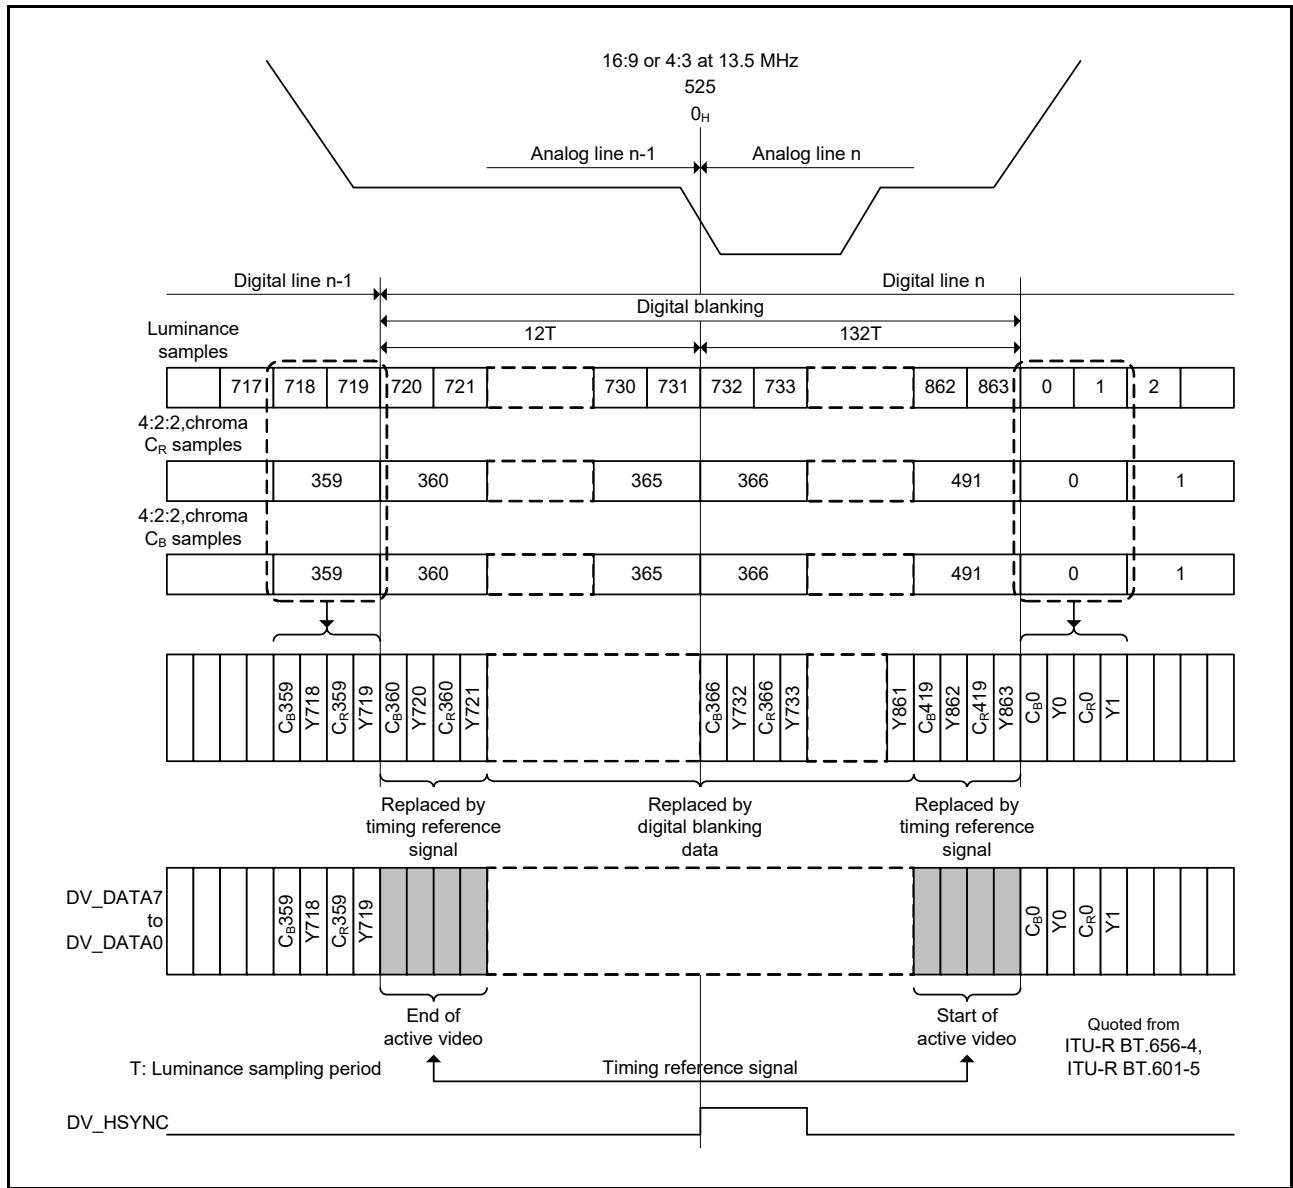 16:9 or 4:3 at 13.5 MHz
525
0H
Analog line n-1 Analog line n
Digital line n-1 Digital line n
Digital blanking
12T 132T
Luminance
samples
717 718 719 720 721 730 731 732 733 862 863 0 1 2
4:2:2,chroma
CR samples
359 360 365 366 491 0 1
4:2:2,chroma
CB samples
359 360 365 366 491 0 1
CB359 Y718 CR359 Y719 CB360 Y720 CR360 Y721 CB366 Y732 CR366 Y733 Y861 CB419 Y862 CR419 Y863 CB0 Y0 CR0 Y1
Replaced by
timing reference
signal
Replaced by
digital blanking
data
Replaced by
timing reference
signal
DV_DATA7
to
DV_DATA0
CB359 Y718 CR359 Y719 CB0 Y0 CR0 Y1
End of
active video
Start of
active video
Quoted from
ITU-R BT.656-4,
ITU-R BT.601-5
T: Luminance sampling period
Timing reference signal
DV_HSYNC